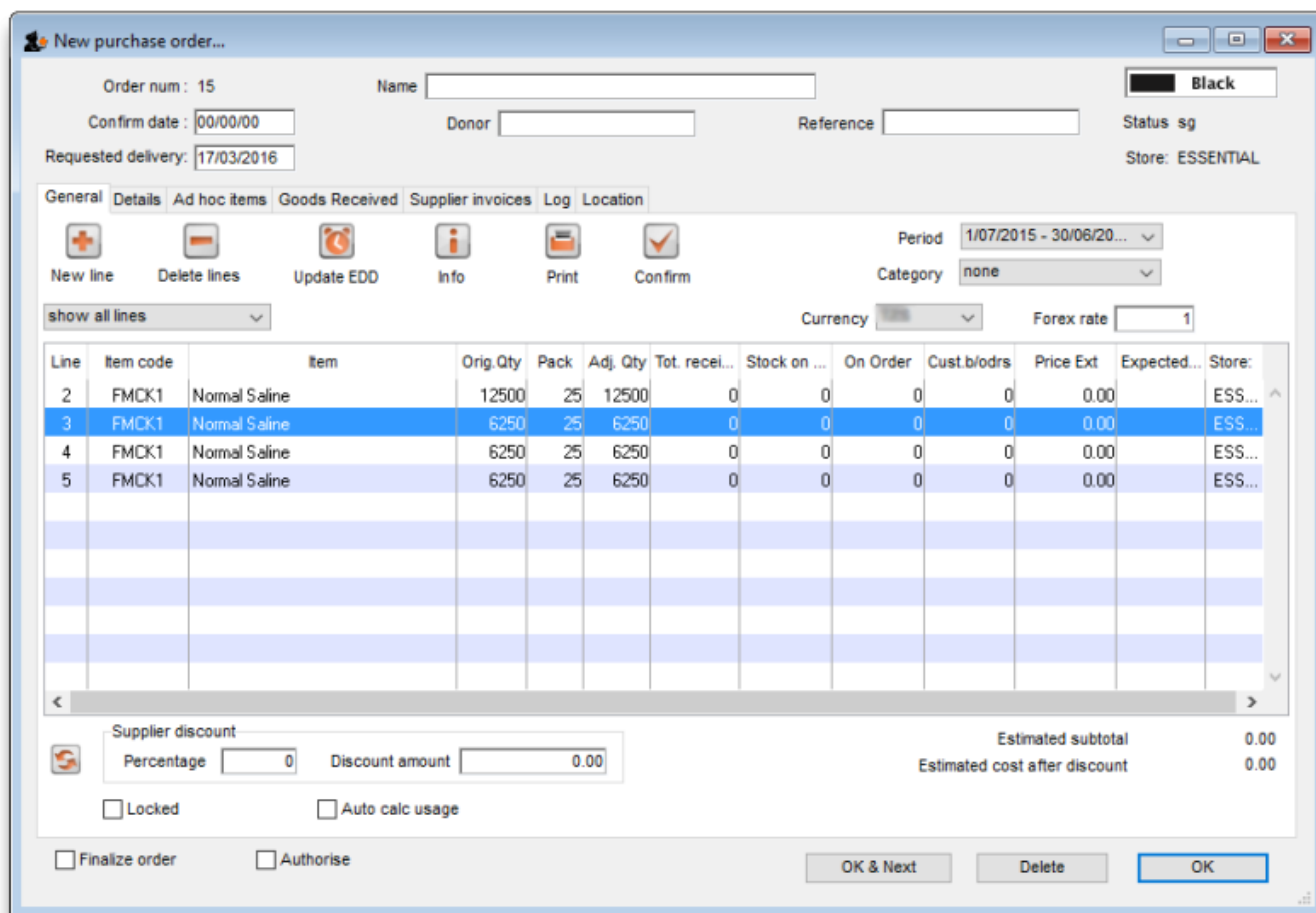 New purchase order...
Order num : 15 Name Black
Confirm date : 00/00/00 Donor Reference Status sg
Requested delivery: 17/03/2016 Store: ESSENTIAL
General Details Ad hoc items Goods Received Supplier invoices Log Location
New line Delete lines Update EDD Info Print Confirm
Period 1/07/2015 - 30/06/20...
Category none
show all lines Currency Forex rate 1
Line Item code Item Orig.Qty Pack Adj. Qty Tot. recei... Stock on ... On Order Cust.b/odrs Price Ext Expected... Store:
2 FMCK1 Normal Saline 12500 25 12500 0 0 0 0 0.00 ESS...
3 FMCK1 Normal Saline 6250 25 6250 0 0 0 0 0.00 ESS...
4 FMCK1 Normal Saline 6250 25 6250 0 0 0 0 0.00 ESS...
5 FMCK1 Normal Saline 6250 25 6250 0 0 0 0 0.00 ESS...
Supplier discount
Percentage 0 Discount amount 0.00
Estimated subtotal 0.00
Estimated cost after discount 0.00
Locked Auto calc usage
Finalize order Authorise OK & Next Delete OK